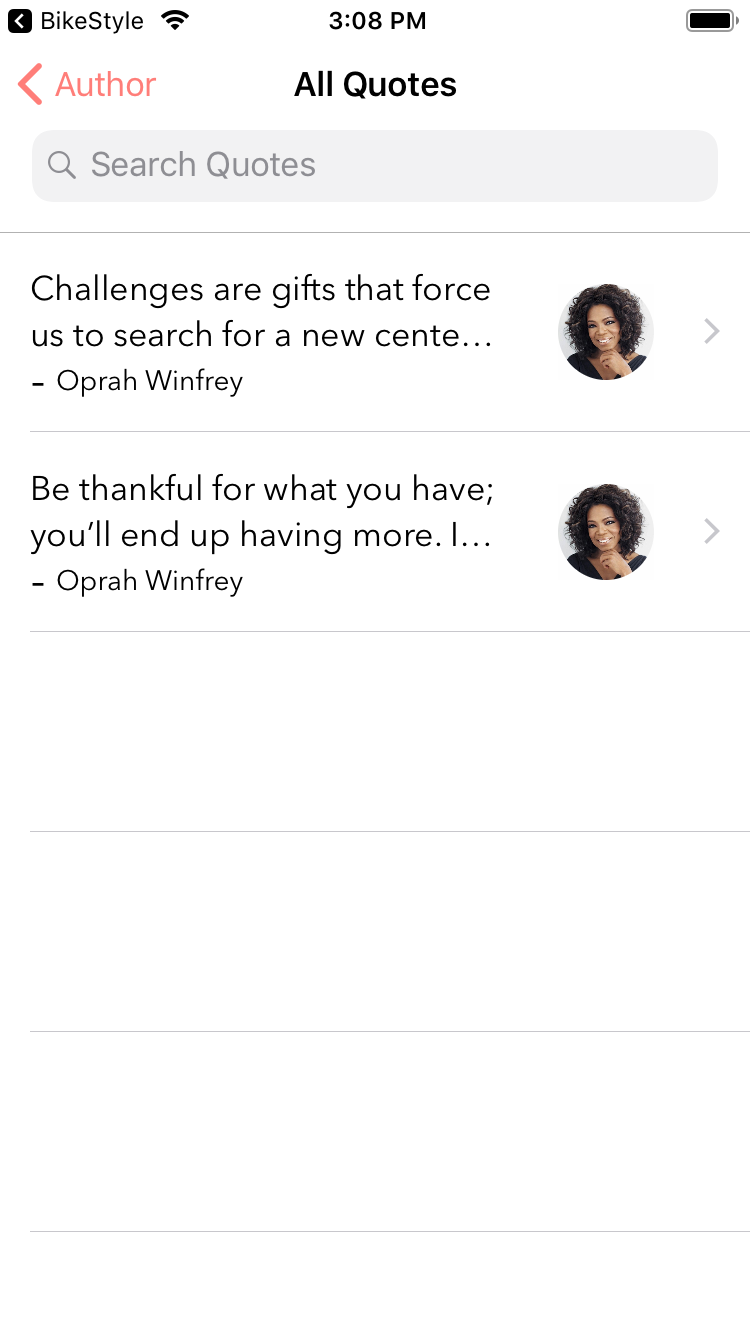 BikeStyle 3:08 PM
Author All Quotes
Search Quotes
Challenges are gifts that force
us to search for a new cente...
- Oprah Winfrey
Be thankful for what you have;
you’ll end up having more. I...
- Oprah Winfrey